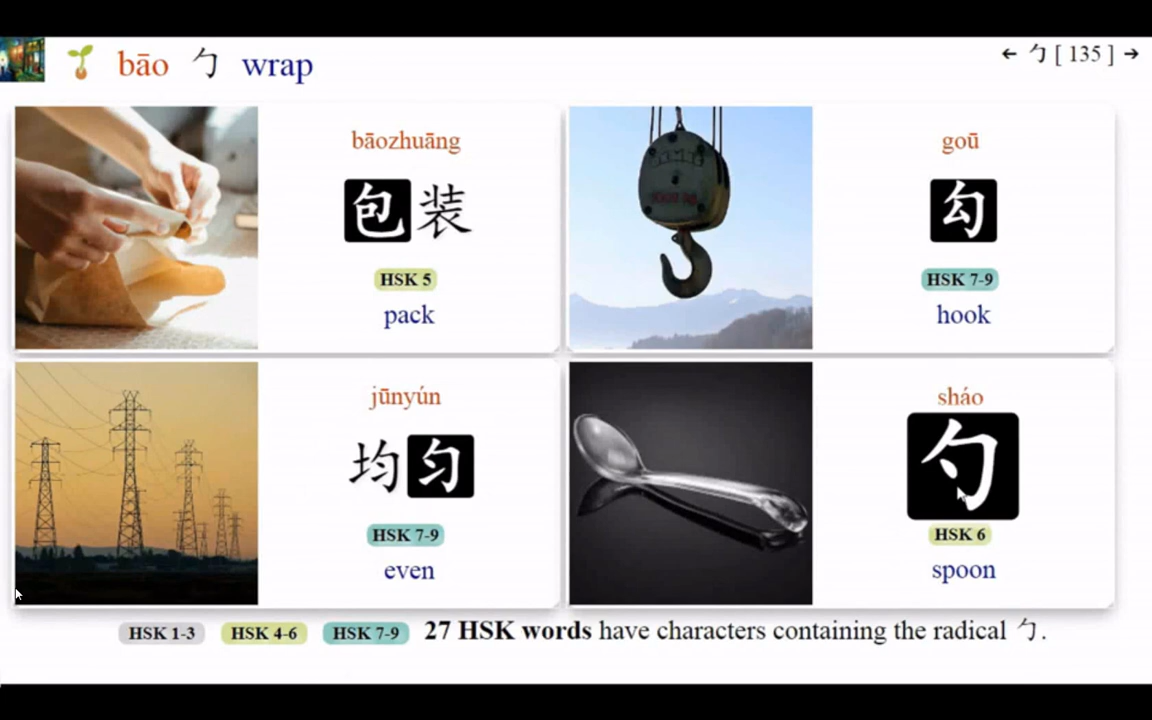 bāo 勹 wrap
← 勹 [ 135 ] →
bāozhuāng
包装
HSK 5
pack
goū
勾
HSK 7-9
hook
jūnyún
均匀
HSK 7-9
even
sháo
勺
HSK 6
spoon
HSK 1-3 HSK 4-6 HSK 7-9 27 HSK words have characters containing the radical 勹.